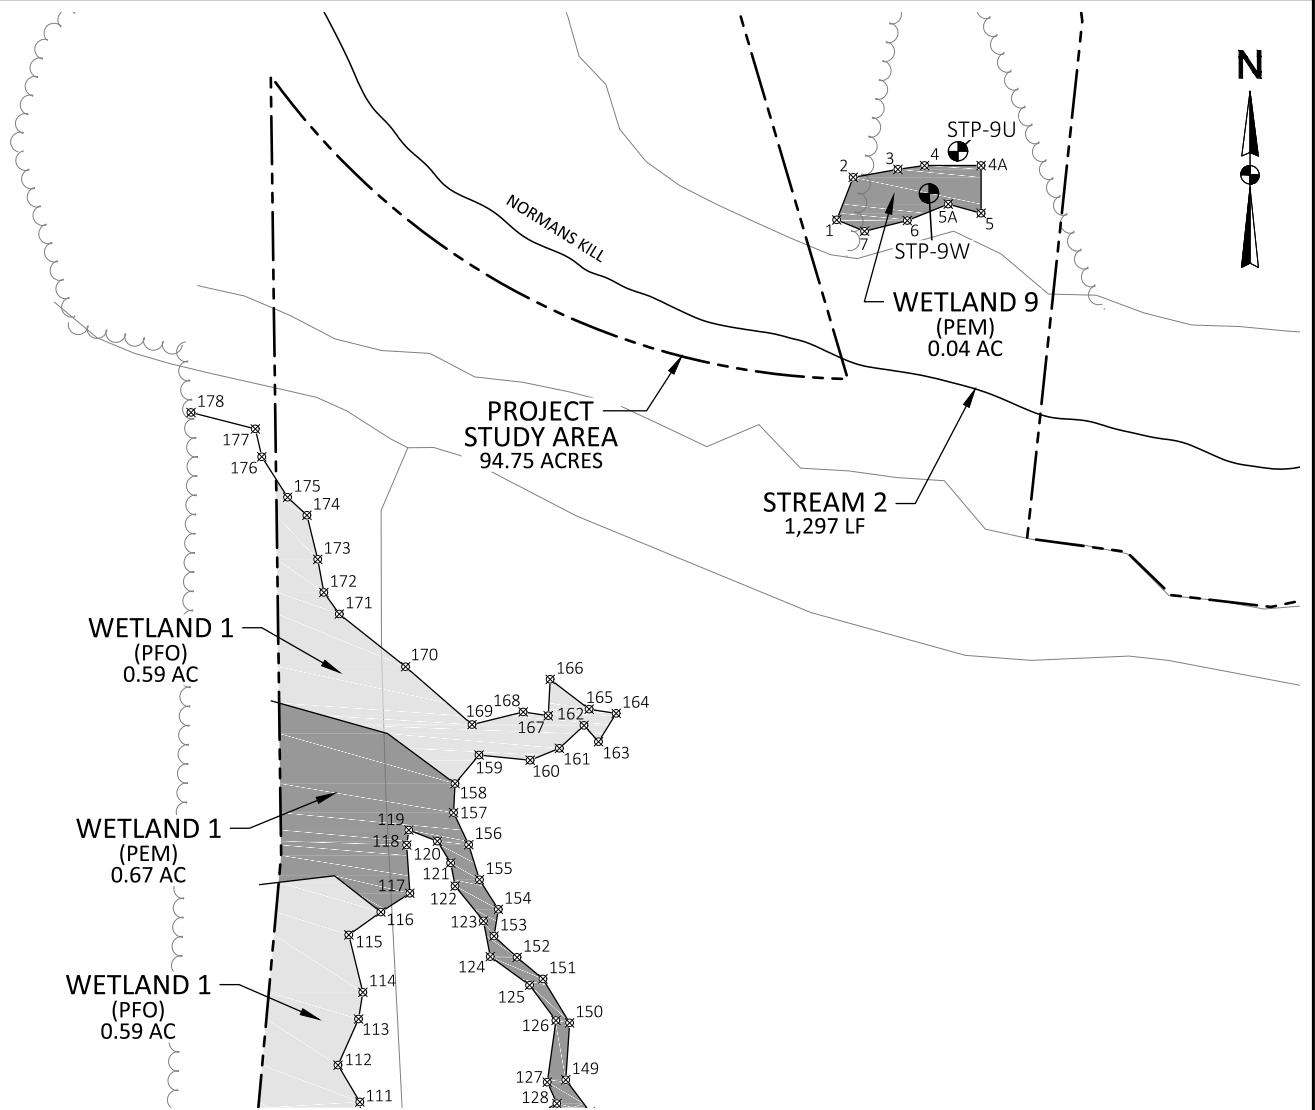 N
STP-9U
2
3
4
4A
1
7
6
5A
5
STP-9W
NORMANS KILL
WETLAND 9
(PEM)
0.04 AC
PROJECT
STUDY AREA
94.75 ACRES
STREAM 2
1,297 LF
178
177
176
175
174
173
172
171
WETLAND 1
(PFO)
0.59 AC
170
166
165
164
168
169
167
162
163
161
159
160
158
157
WETLAND 1
(PEM)
0.67 AC
119
118
120
156
121
155
117
122
154
116
123
153
115
152
124
151
WETLAND 1
(PFO)
0.59 AC
114
125
113
126
150
112
127
149
128
111